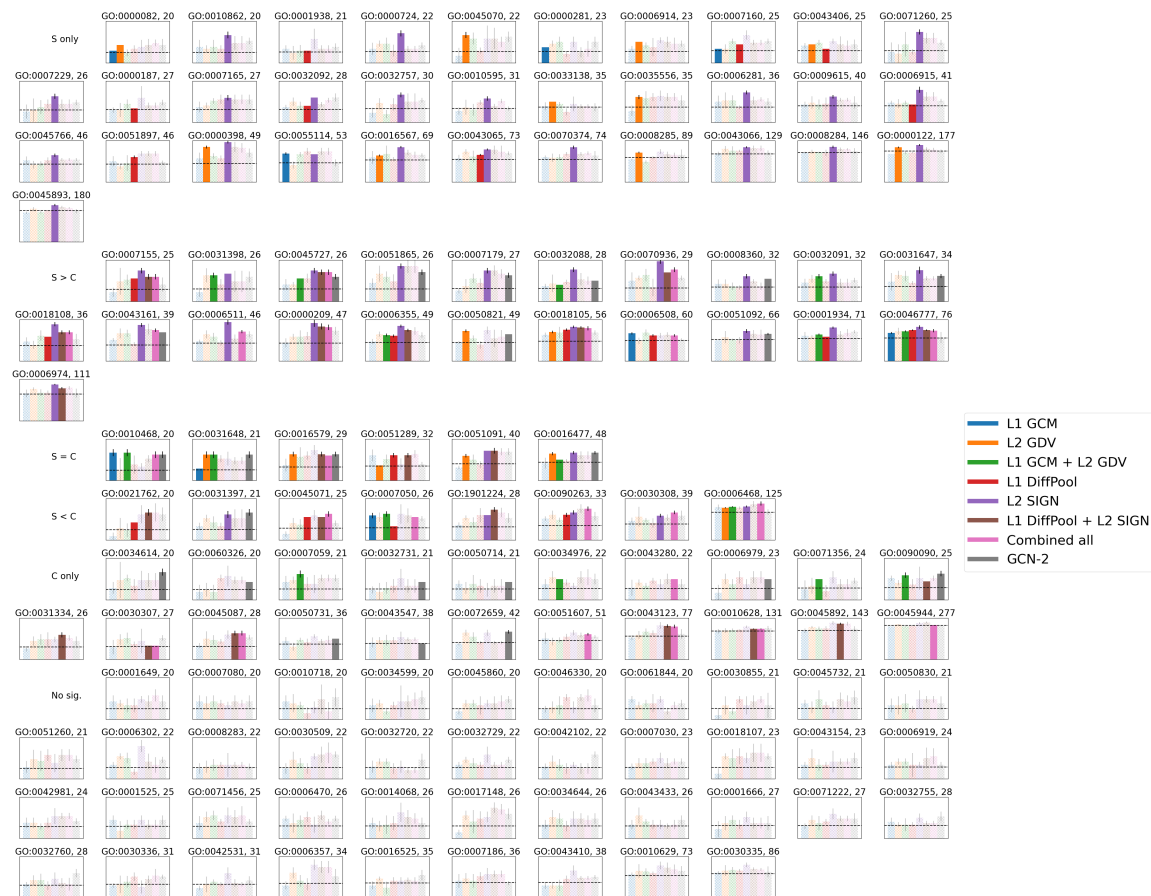 S only
GO:0000082, 20 GO:0010862, 20 GO:0001938, 21 GO:0000724, 22 GO:0045070, 22 GO:0000281, 23 GO:0006914, 23 GO:0007160, 25 GO:0043406, 25 GO:0071260, 25
GO:0007229, 26 GO:0000187, 27 GO:0007165, 27 GO:0032092, 28 GO:0032757, 30 GO:0010595, 31 GO:0033138, 35 GO:0035556, 35 GO:0006281, 36 GO:0009615, 40 GO:0006915, 41
GO:0045766, 46 GO:0051897, 46 GO:0000398, 49 GO:0055114, 53 GO:0016567, 69 GO:0043065, 73 GO:0070374, 74 GO:0008285, 89 GO:0043066, 129 GO:0008284, 146 GO:0000122, 177
GO:0045893, 180
S > C
GO:0007155, 25 GO:0031398, 26 GO:0045727, 26 GO:0051865, 26 GO:0007179, 27 GO:0032088, 28 GO:0070936, 29 GO:0008360, 32 GO:0032091, 32 GO:0031647, 34
GO:0018108, 36 GO:0043161, 39 GO:0006511, 46 GO:0000209, 47 GO:0006355, 49 GO:0050821, 49 GO:0018105, 56 GO:0006508, 60 GO:0051092, 66 GO:0001934, 71 GO:0046777, 76
GO:0006974, 111
S = C
GO:0010468, 20 GO:0031648, 21 GO:0016579, 29 GO:0051289, 32 GO:0051091, 40 GO:0016477, 48
S < C
GO:0021762, 20 GO:0031397, 21 GO:0045071, 25 GO:0007050, 26 GO:1901224, 28 GO:0090263, 33 GO:0030308, 39 GO:0006468, 125
C only
GO:0034614, 20 GO:0060326, 20 GO:0007059, 21 GO:0032731, 21 GO:0050714, 21 GO:0034976, 22 GO:0043280, 22 GO:0006979, 23 GO:0071356, 24 GO:0090090, 25
GO:0031334, 26 GO:0030307, 27 GO:0045087, 28 GO:0050731, 36 GO:0043547, 38 GO:0072659, 42 GO:0051607, 51 GO:0043123, 77 GO:0010628, 131 GO:0045892, 143 GO:0045944, 277
No sig.
GO:0001649, 20 GO:0007080, 20 GO:0010718, 20 GO:0034599, 20 GO:0045860, 20 GO:0046330, 20 GO:0061844, 20 GO:0030855, 21 GO:0045732, 21 GO:0050830, 21
GO:0051260, 21 GO:0006302, 22 GO:0008283, 22 GO:0030509, 22 GO:0032720, 22 GO:0032729, 22 GO:0042102, 22 GO:0007030, 23 GO:0018107, 23 GO:0043154, 23 GO:0006919, 24
GO:0042981, 24 GO:0001525, 25 GO:0071456, 25 GO:0006470, 26 GO:0014068, 26 GO:0017148, 26 GO:0034644, 26 GO:0043433, 26 GO:0001666, 27 GO:0071222, 27 GO:0032755, 28
GO:0032760, 28 GO:0030336, 31 GO:0042531, 31 GO:0006357, 34 GO:0016525, 35 GO:0007186, 36 GO:0043410, 38 GO:0010629, 73 GO:0030335, 86
L1 GCM
L2 GDV
L1 GCM + L2 GDV
L1 DiffPool
L2 SIGN
L1 DiffPool + L2 SIGN
Combined all
GCN-2